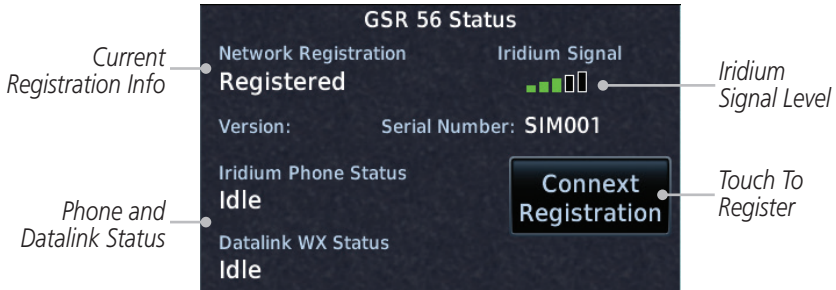 GSR 56 Status
Current
Registration Info
Network Registration
Registered
Iridium Signal
Iridium
Signal Level
Version:
Serial Number: SIM001
Iridium Phone Status
Idle
Connext
Registration
Touch To
Register
Phone and
Datalink Status
Datalink WX Status
Idle